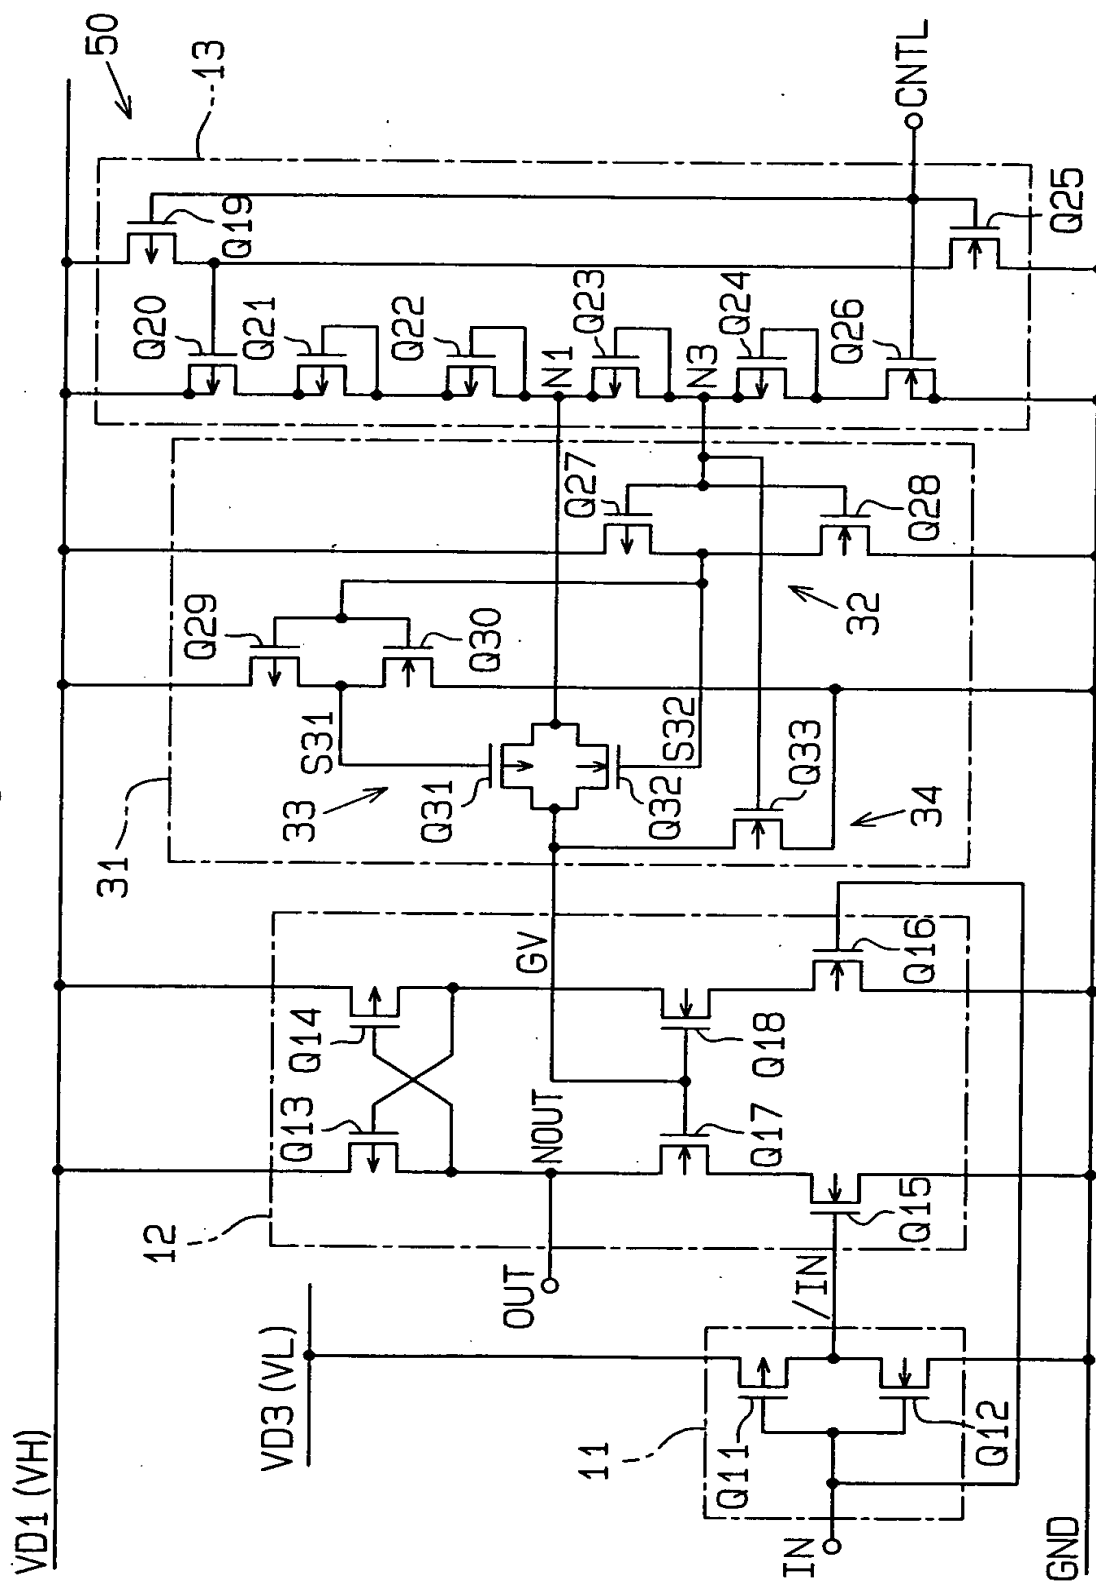 50
13
VD1 (VH)
VD3 (VL)
GND
IN
11
Q11
Q12
/IN
OUT
12
Q13
Q14
NOUT
Q17
Q18
Q15
Q16
GV
31
33
S31
Q29
Q30
Q31
Q32
S32
Q33
34
32
Q27
Q28
N1
N3
Q20
Q21
Q22
Q23
Q24
Q26
Q19
Q25
CNTL